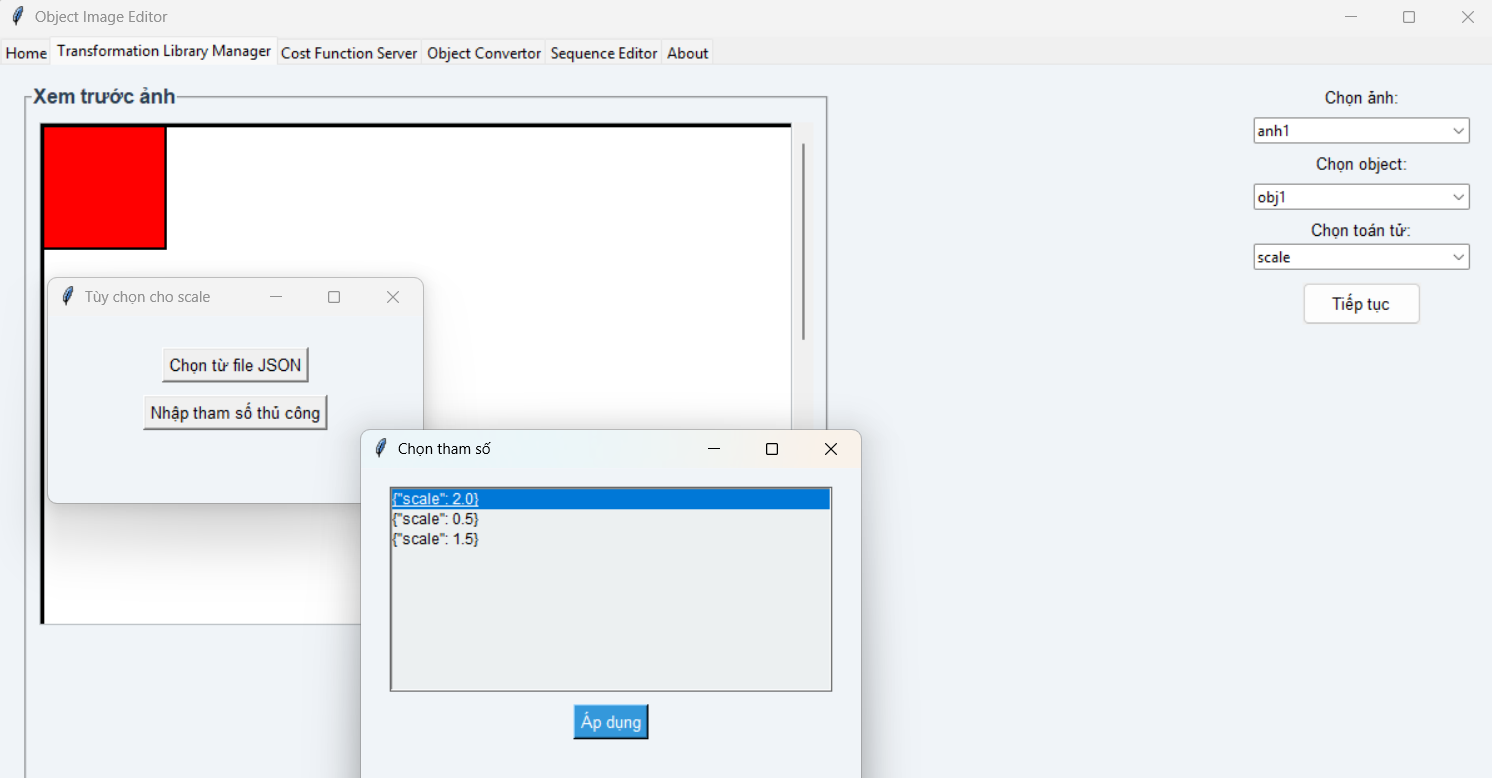 Object Image Editor
Home Transformation Library Manager Cost Function Server Object Convertor Sequence Editor About
Xem trước ảnh
Chọn ảnh:
anh1
Chọn object:
obj1
Chọn toán tử:
scale
Tiếp tục
Tùy chọn cho scale
Chọn từ file JSON
Nhập tham số thủ công
Chọn tham số
{"scale": 2.0}
{"scale": 0.5}
{"scale": 1.5}
Áp dụng